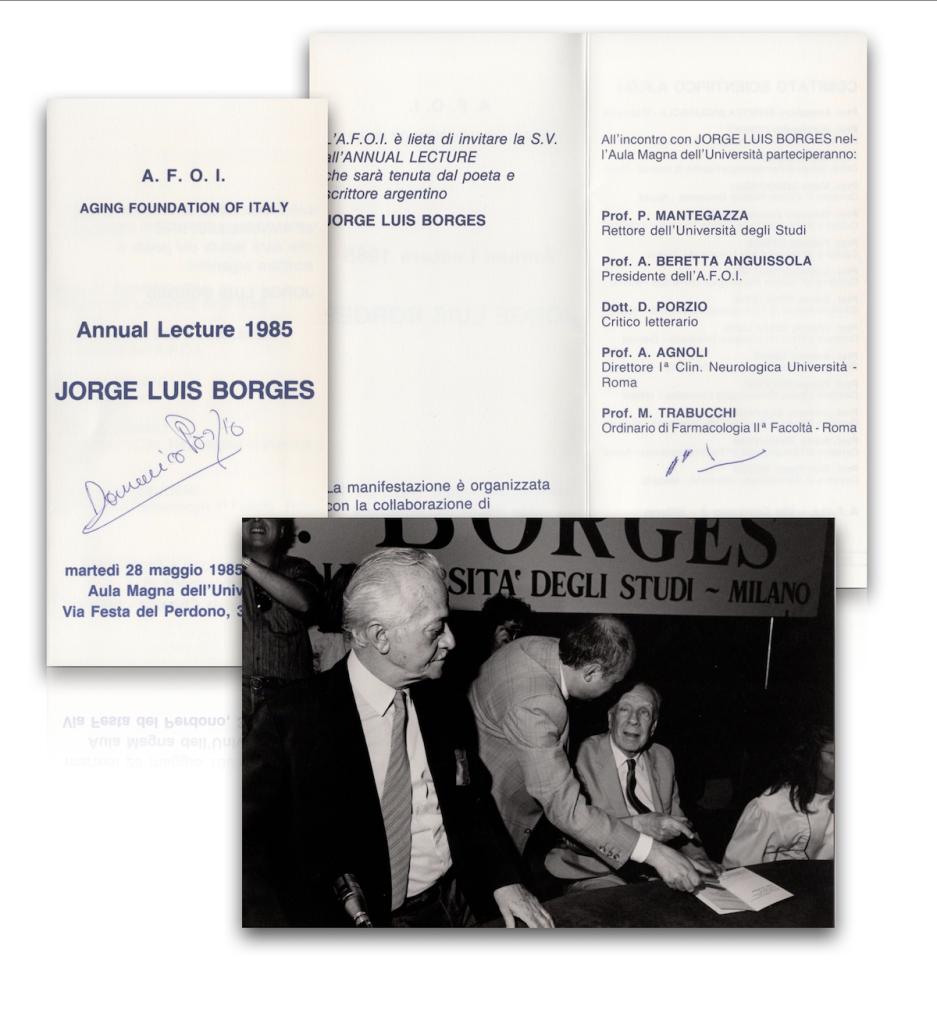 A. F. O. I.
AGING FOUNDATION OF ITALY
Annual Lecture 1985
JORGE LUIS BORGES
Domenico Porzio
martedì 28 maggio 1985
Aula Magna dell'Univ
Via Festa del Perdono, 3
L'A.F.O.I. è lieta di invitare la S.V.
all'ANNUAL LECTURE
che sarà tenuta dal poeta e
scrittore argentino
JORGE LUIS BORGES
La manifestazione è organizzata
con la collaborazione di
All'incontro con JORGE LUIS BORGES nel-
l'Aula Magna dell'Università parteciperanno:
Prof. P. MANTEGAZZA
Rettore dell'Università degli Studi
Prof. A. BERETTA ANGUISSOLA
Presidente dell'A.F.O.I.
Dott. D. PORZIO
Critico letterario
Prof. A. AGNOLI
Direttore Iª Clin. Neurologica Università -
Roma
Prof. M. TRABUCCHI
Ordinario di Farmacologia IIª Facoltà - Roma
BORGES
SITA' DEGLI STUDI ~ MILANO